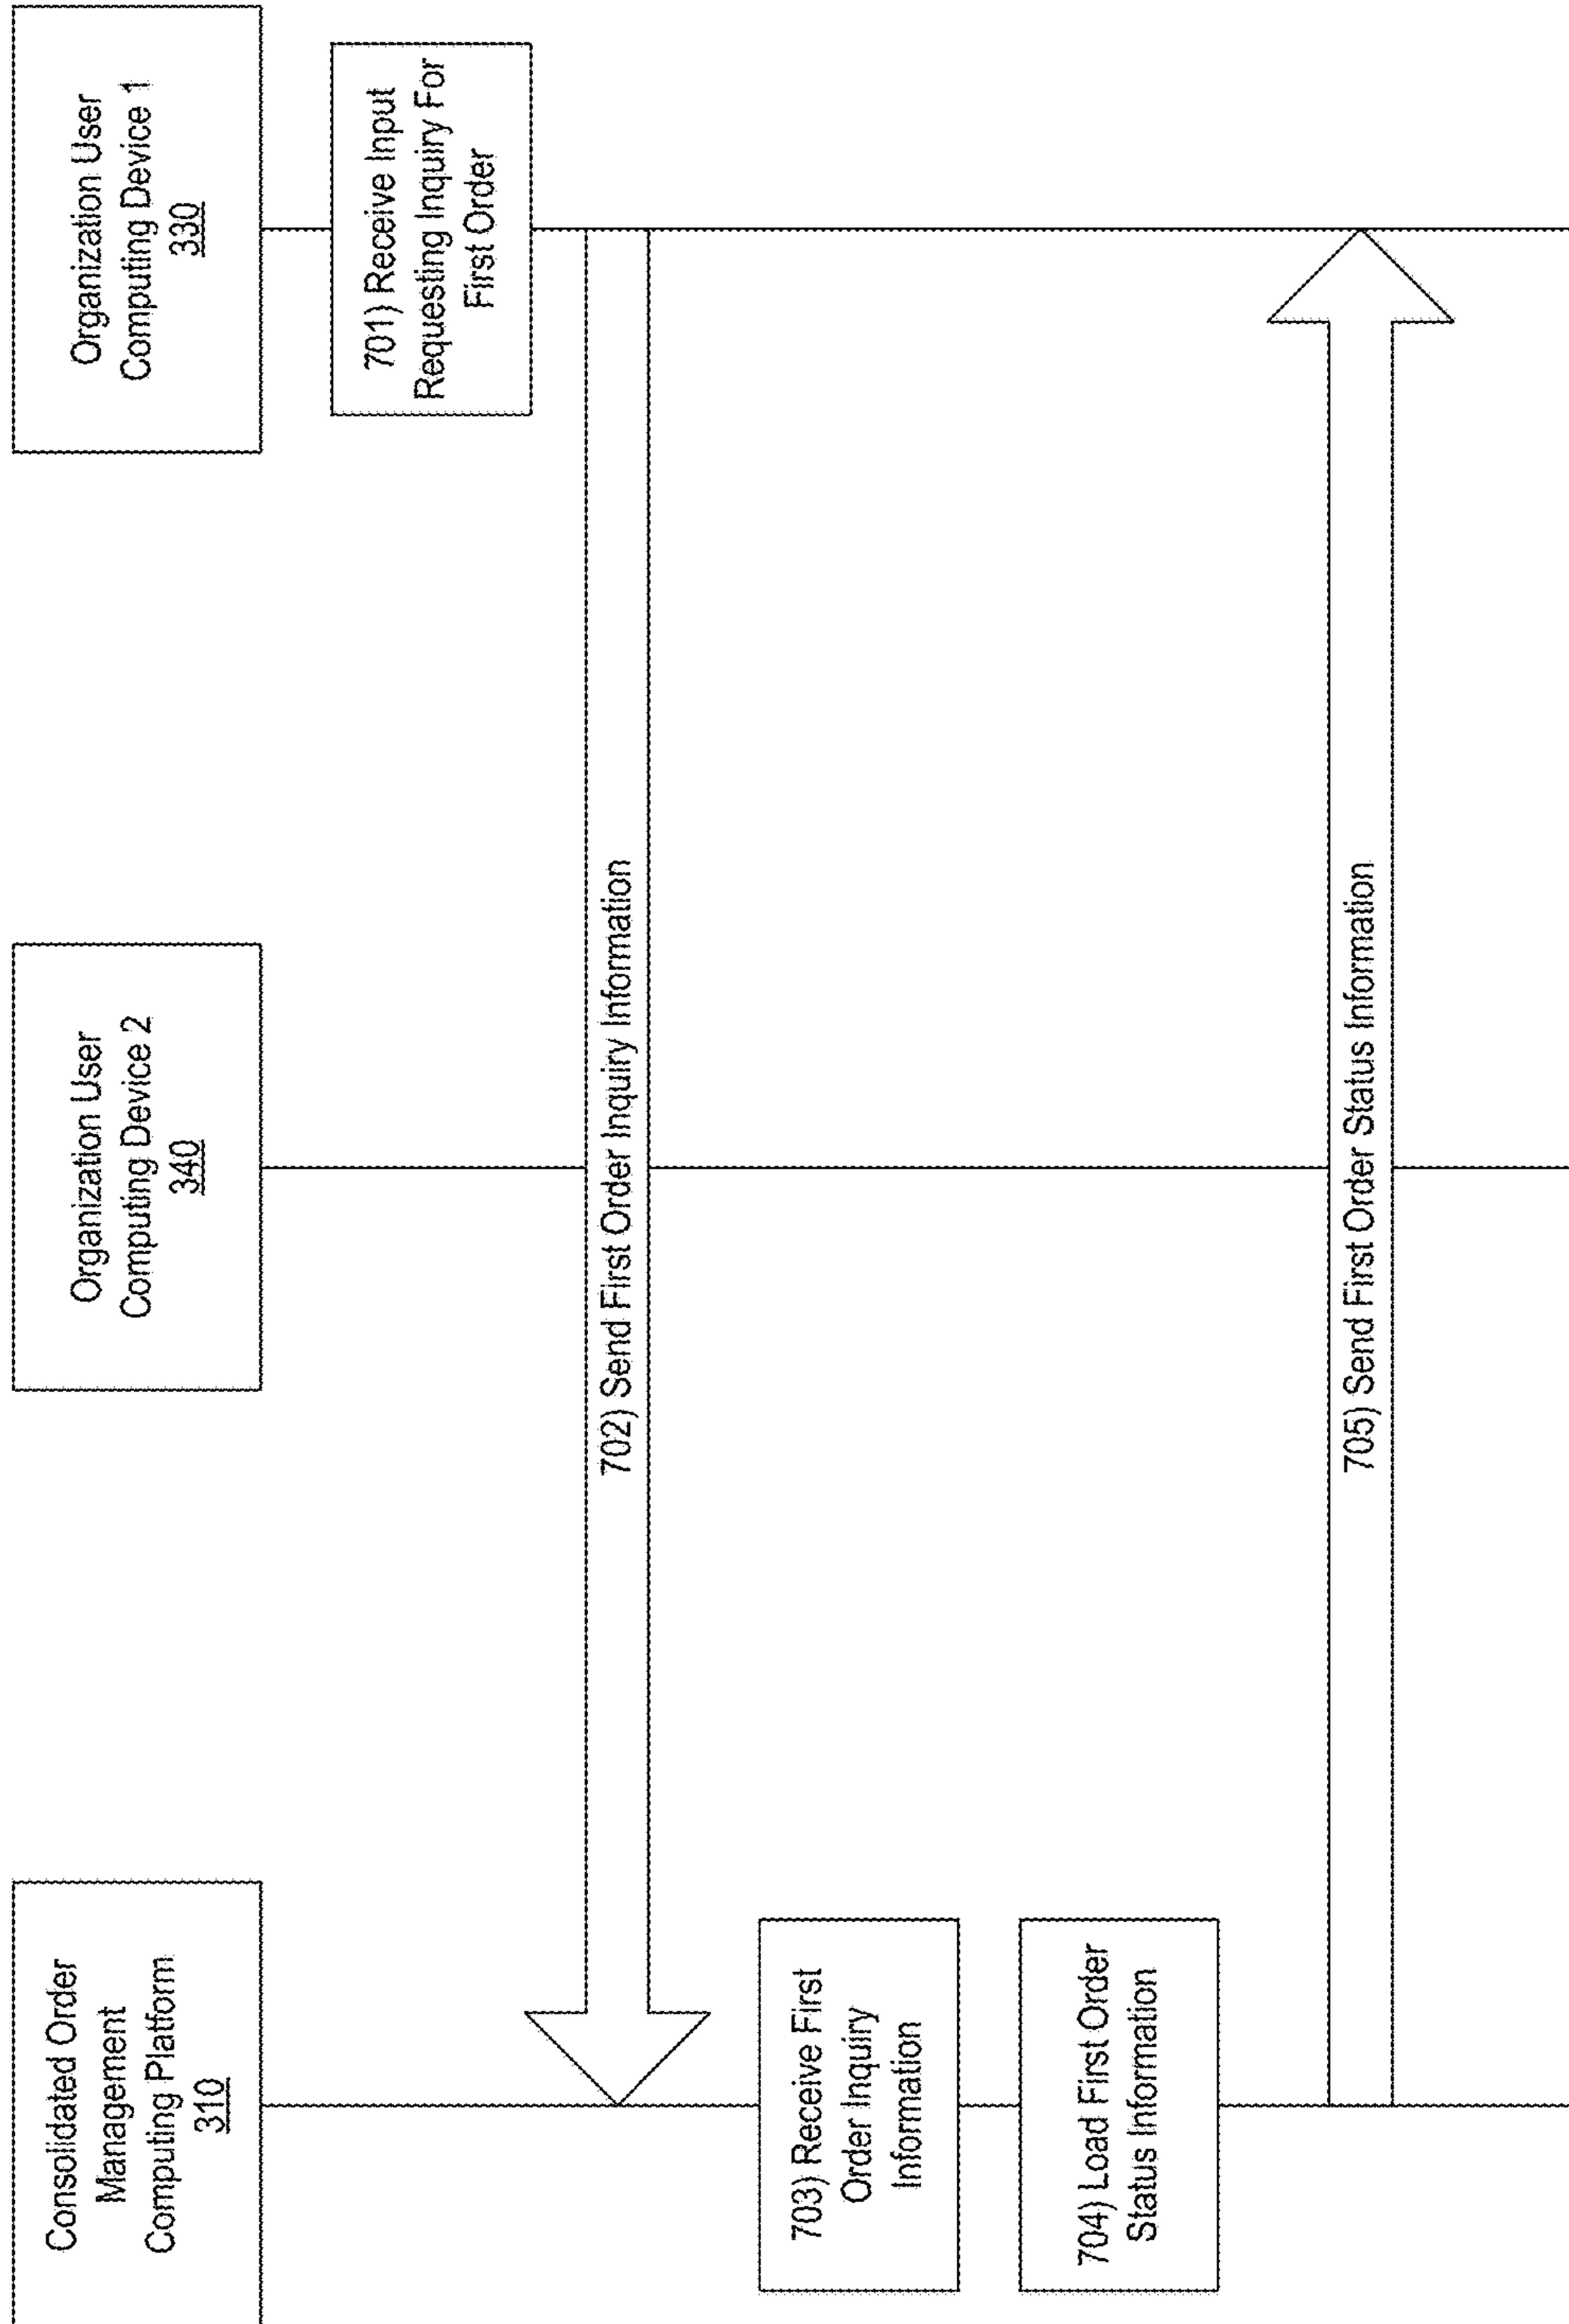 Consolidated Order
Management
Computing Platform
310
Organization User
Computing Device 2
340
Organization User
Computing Device 1
330
701) Receive Input
Requesting Inquiry For
First Order
702) Send First Order Inquiry Information
703) Receive First
Order Inquiry
Information
704) Load First Order
Status Information
705) Send First Order Status Information